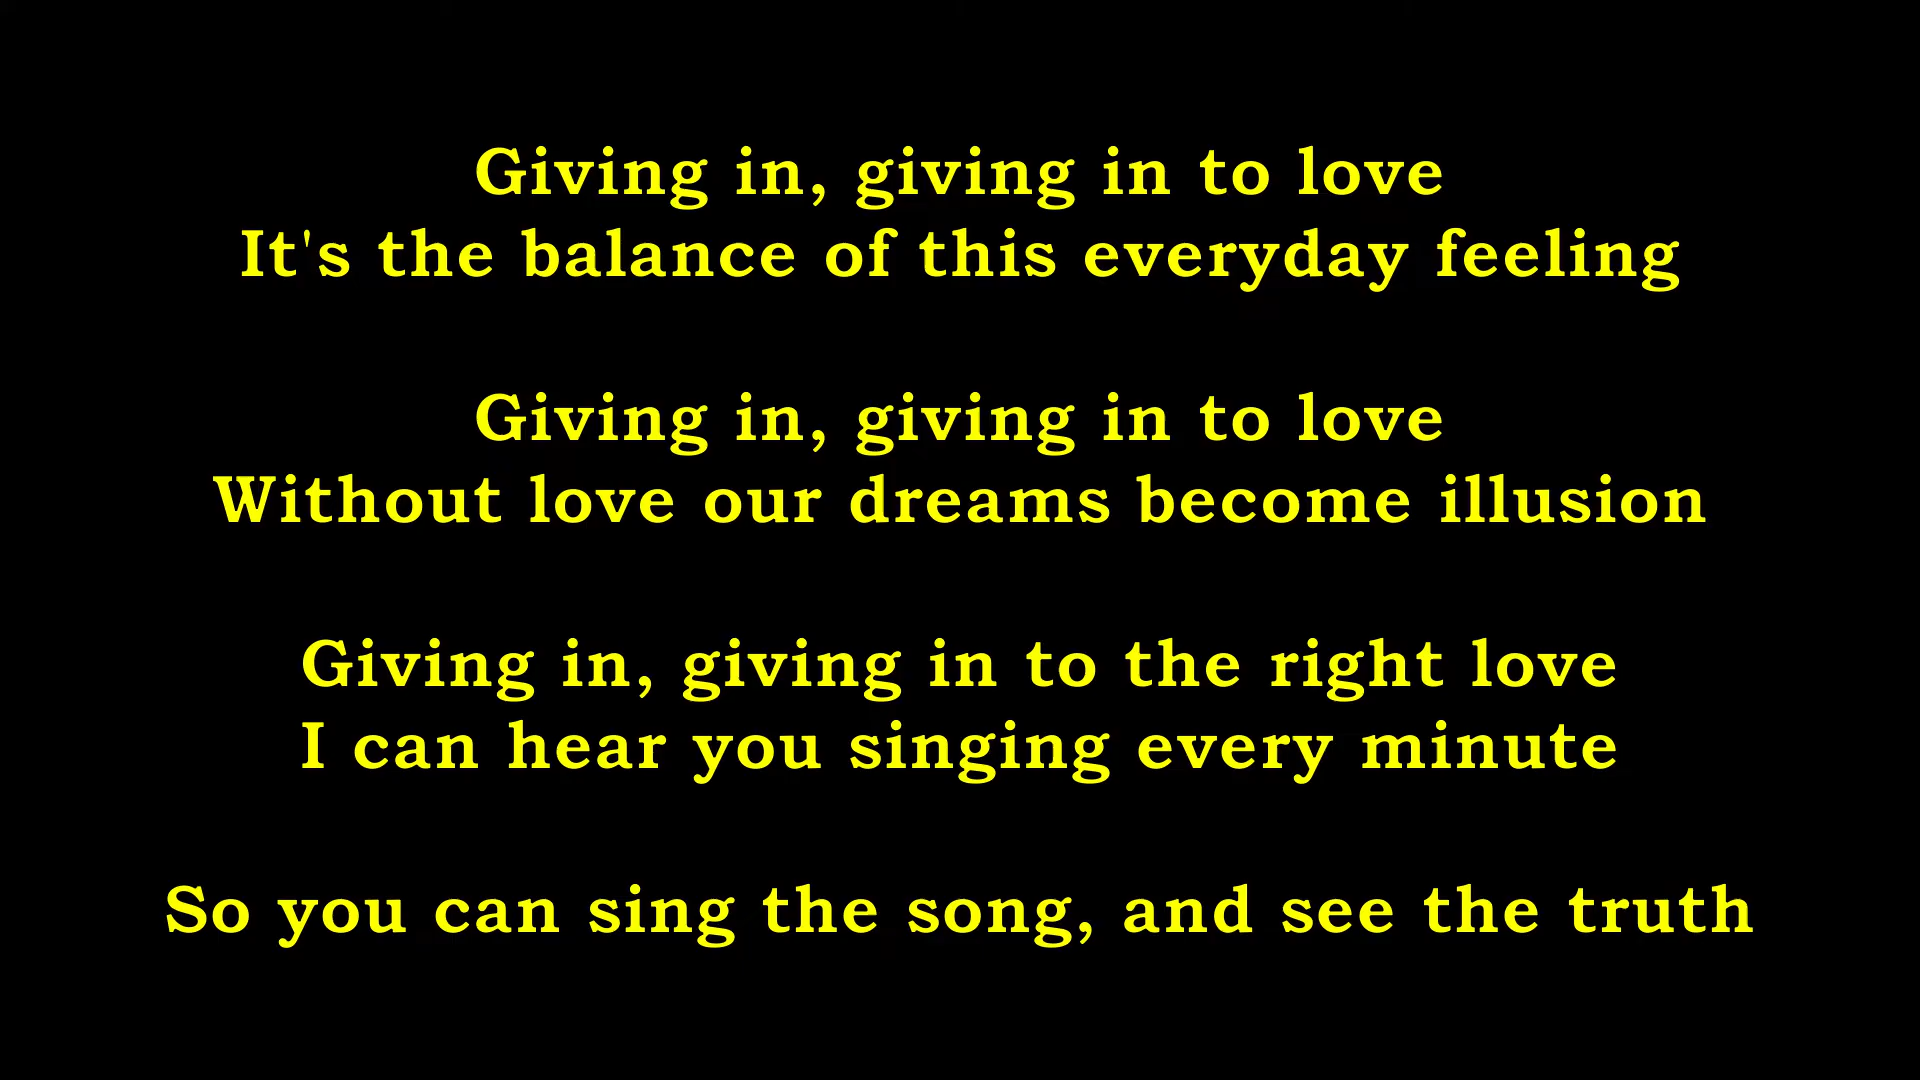 Giving in, giving in to love
It's the balance of this everyday feeling
Giving in, giving in to love
Without love our dreams become illusion
Giving in, giving in to the right love
I can hear you singing every minute
So you can sing the song, and see the truth